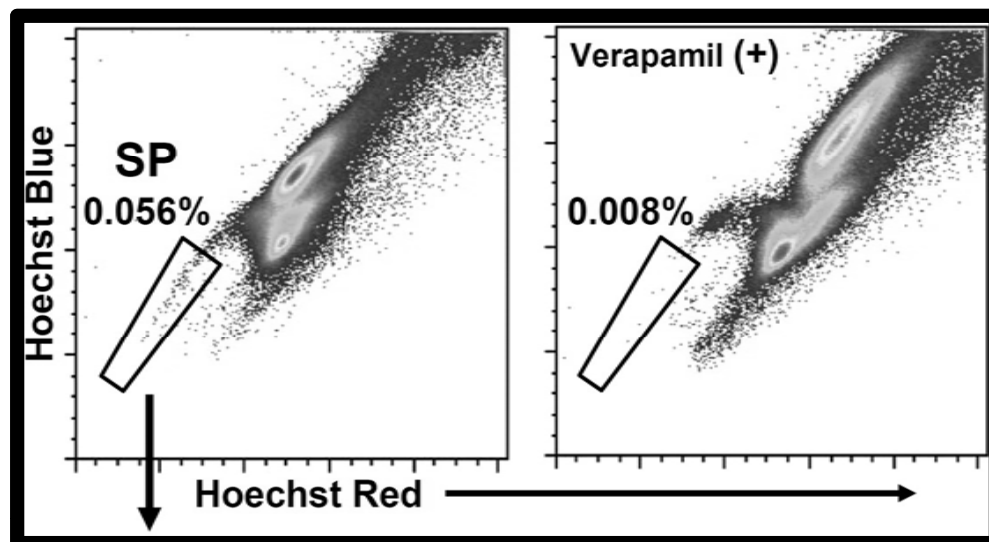 SP
0.056%
Verapamil (+)
0.008%
Hoechst Blue
Hoechst Red